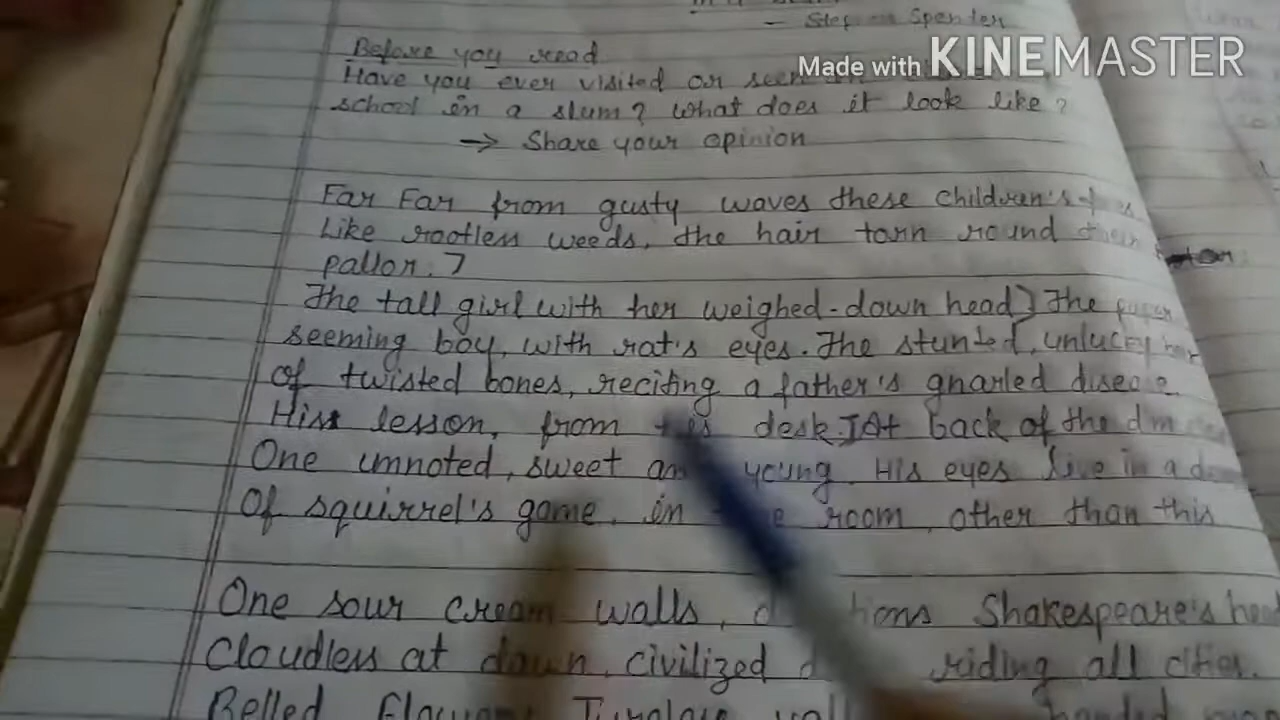 - Spender
Made with KINEMASTER
Before you read
Have you ever visited or seen
school in a slum? What does it look like?
→ Share your opinion
Far Far from gusty waves these children's
Like rootless weeds, the hair torn round their
pallor.
The tall girl with her weighed-down head] The
seeming boy, with rat's eyes. The stunted, unlucky
of twisted bones, reciting a father's gnarled disease
His lesson, from desk At back of the dim
One unnoted, sweet and young. His eyes live in a
Of squirrel's game, in room, other than this
One sour cream walls, Shakespeare's
Cloudless at dawn, civilized riding all cities.
Belled